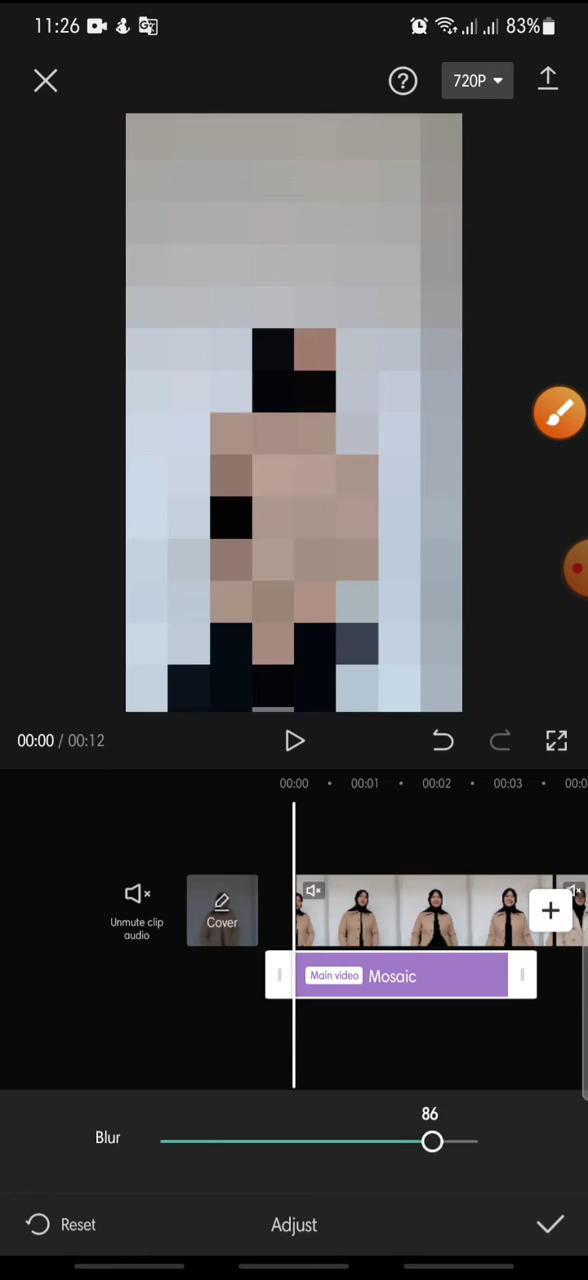 11:26 83%
720P
00:00 / 00:12
00:00 00:01 00:02 00:03
Unmute clip
audio
Cover
Main video Mosaic
86
Blur
Reset Adjust